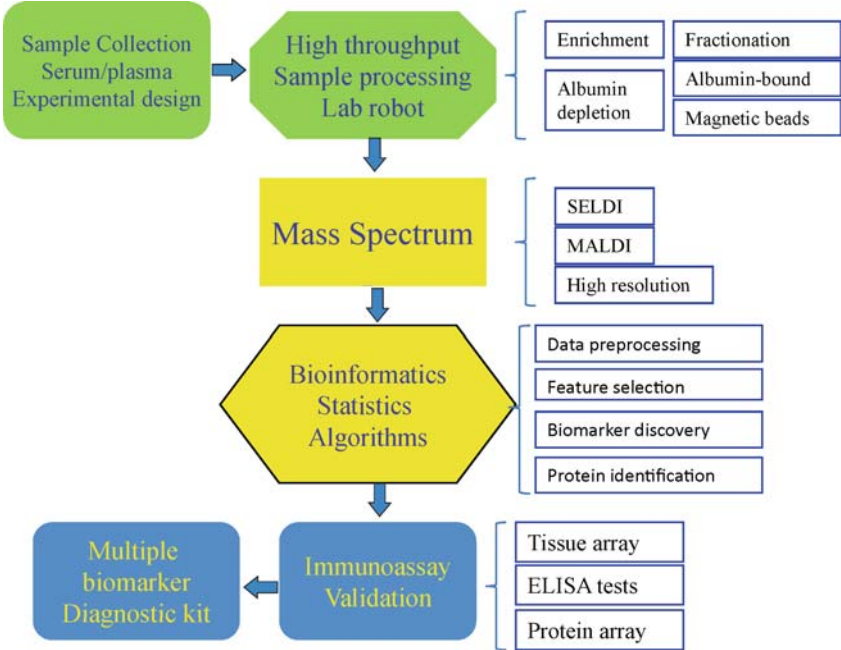 Sample Collection
Serum/plasma
Experimental design
High throughput
Sample processing
Lab robot
Enrichment
Fractionation
Albumin
depletion
Albumin-bound
Magnetic beads
Mass Spectrum
SELDI
MALDI
High resolution
Bioinformatics
Statistics
Algorithms
Data preprocessing
Feature selection
Biomarker discovery
Protein identification
Multiple
biomarker
Diagnostic kit
Immunoassay
Validation
Tissue array
ELISA tests
Protein array